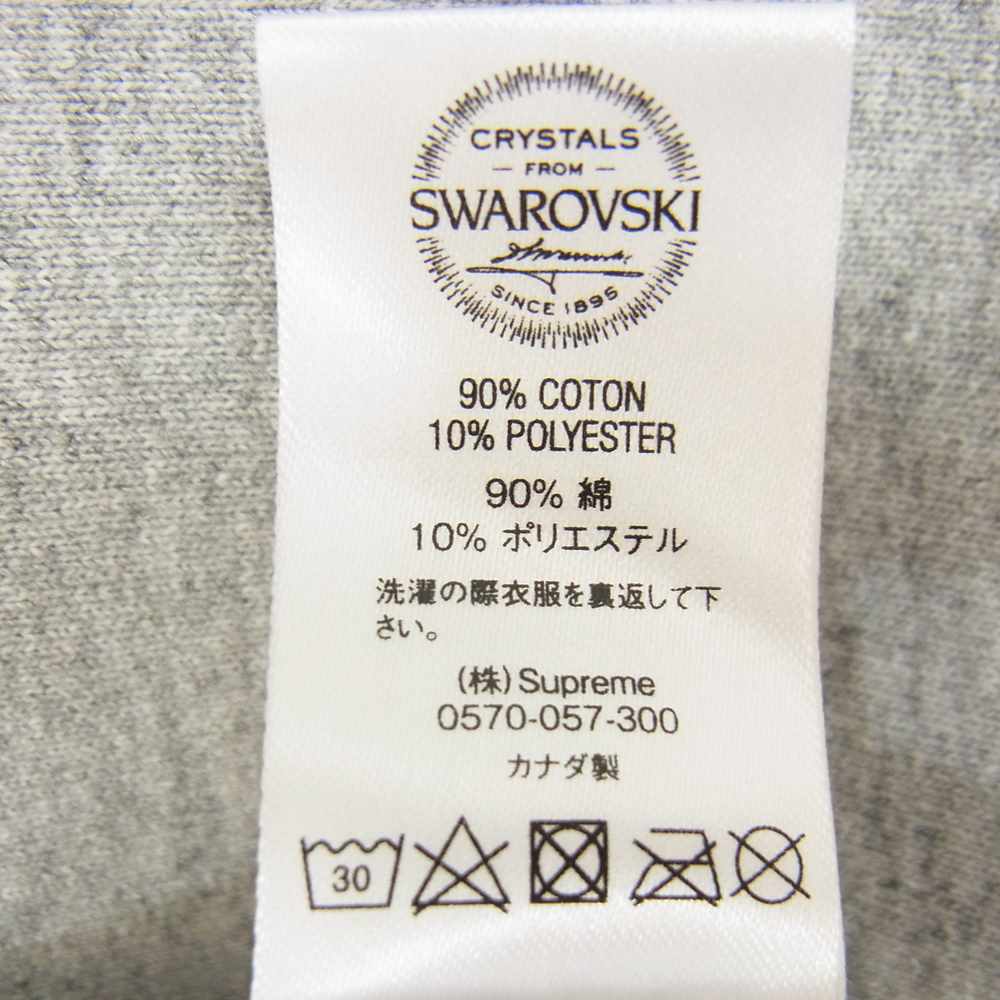 CRYSTALS
FROM
SWAROVSKI
SINCE 1895
90% COTON
10% POLYESTER
90% 綿
10% ポリエステル
洗濯の際衣服を裏返して下
さい。
(株)Supreme
0570-057-300
カナダ製
30